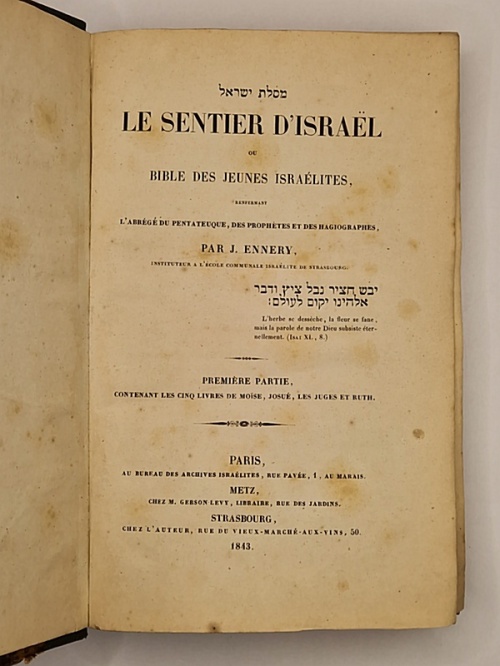 מסלת ישראל
LE SENTIER D'ISRAËL
OU
BIBLE DES JEUNES ISRAÉLITES,
RENFERMANT
L'ABRÉGÉ DU PENTATEUQUE, DES PROPHÈTES ET DES HAGIOGRAPHES,
PAR J. ENNERY,
INSTITUTEUR A L'ÉCOLE COMMUNALE ISRAÉLITE DE STRASBOURG.
יבש חציר נבל ציץ ודבר
אלהינו יקום לעולם:
L'herbe se dessèche, la fleur se fane,
mais la parole de notre Dieu subsiste éter-
nellement. (ISAI XL, 8.)
PREMIÈRE PARTIE,
CONTENANT LES CINQ LIVRES DE MOÏSE, JOSUÉ, LES JUGES ET RUTH.
PARIS,
AU BUREAU DES ARCHIVES ISRAÉLITES, RUE PAVÉE, 1, AU MARAIS.
METZ,
CHEZ M. GERSON-LEVY, LIBRAIRE, RUE DES JARDINS.
STRASBOURG,
CHEZ L'AUTEUR, RUE DU VIEUX-MARCHÉ-AUX-VINS, 50.
1843.